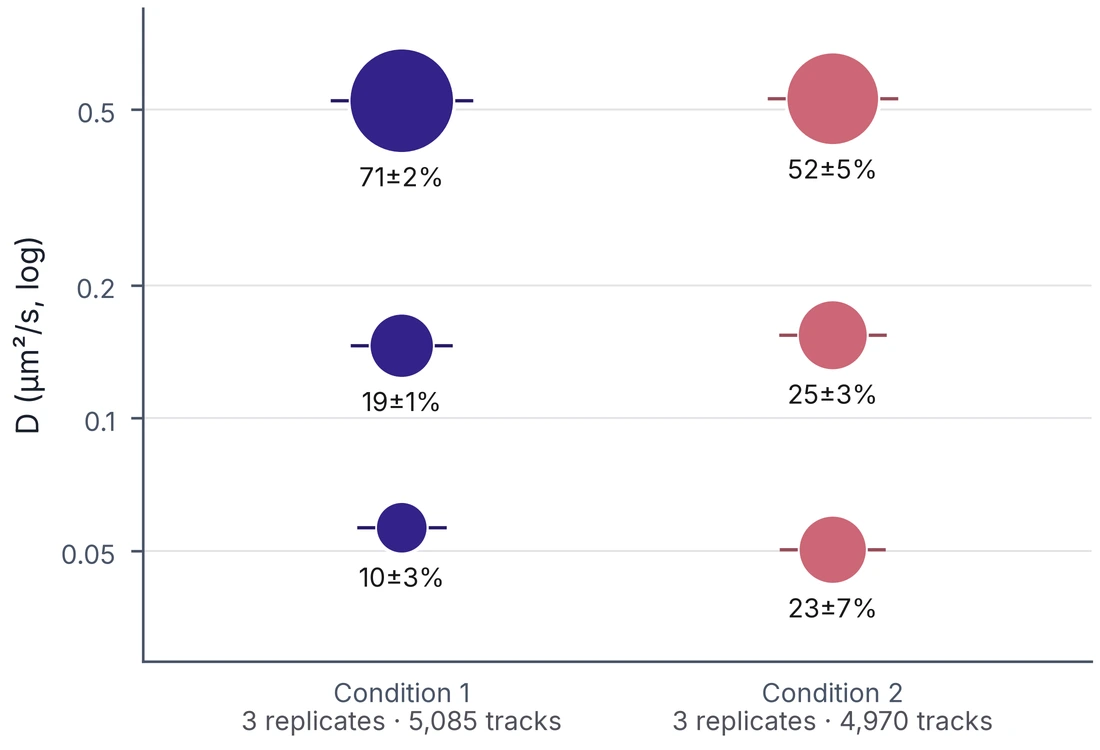 D (µm²/s, log)
0.5
0.2
0.1
0.05
71±2%
52±5%
19±1%
25±3%
10±3%
23±7%
Condition 1
3 replicates · 5,085 tracks
Condition 2
3 replicates · 4,970 tracks